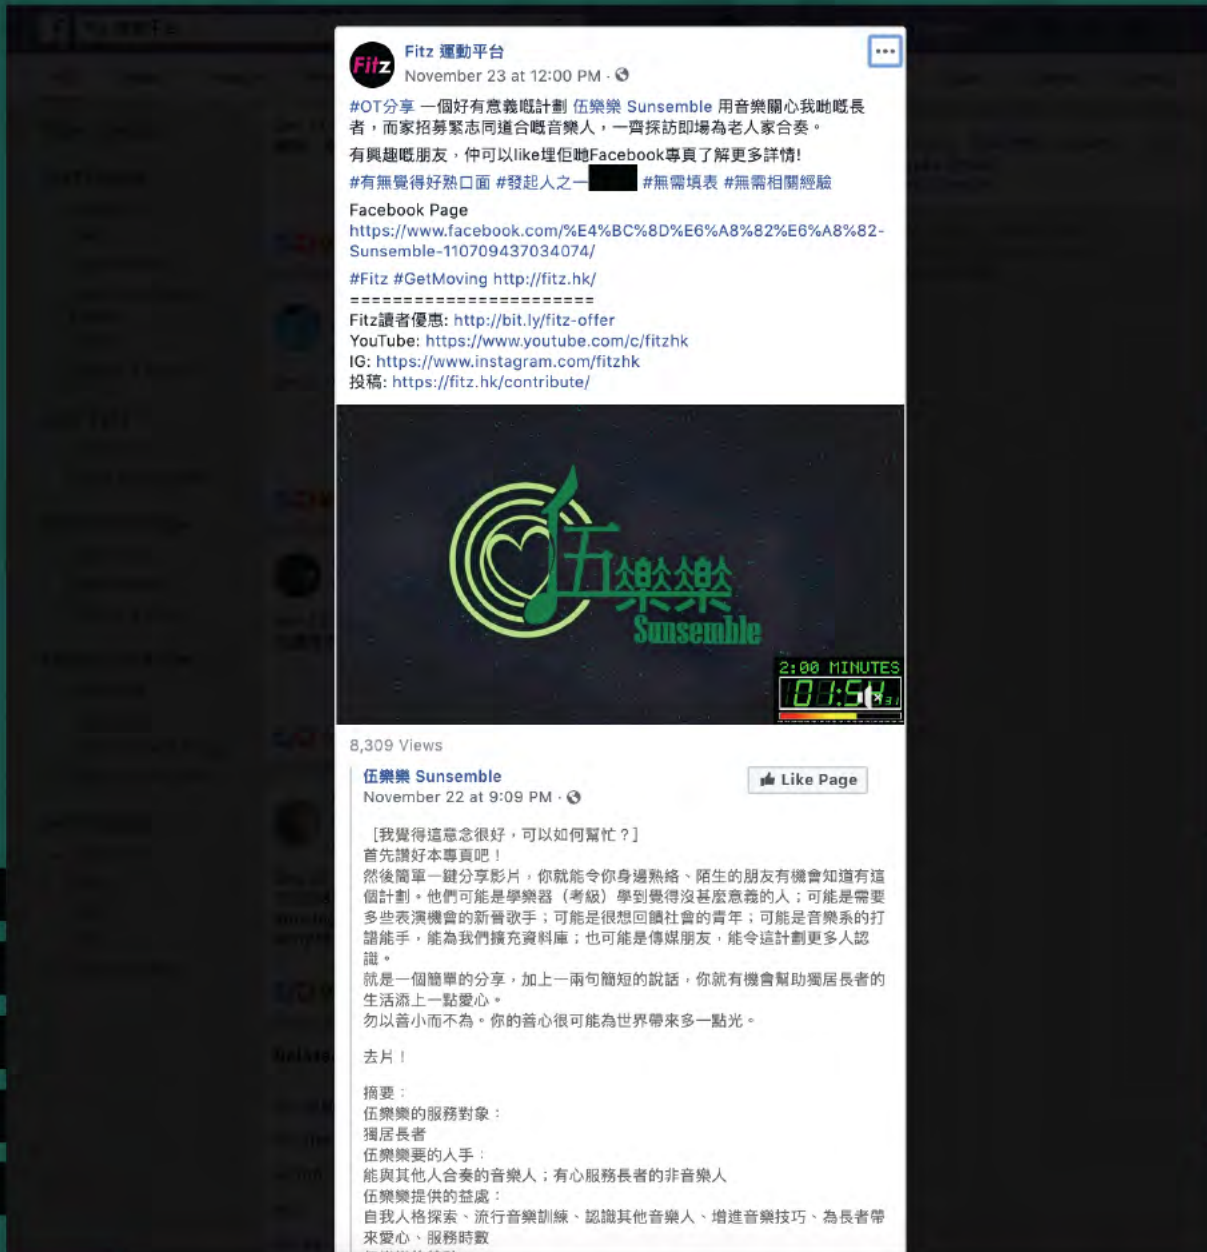 Fitz 運動平台
November 23 at 12:00 PM ·
#OT分享 一個好有意義嘅計劃 伍樂樂 Sunsemble 用音樂關心我哋嘅長
者，而家招募緊志同道合嘅音樂人，一齊探訪即場為老人家合奏。
有興趣嘅朋友，仲可以like埋佢哋Facebook專頁了解更多詳情!
#有無覺得好熟口面 #發起人之一 #無需填表 #無需相關經驗
Facebook Page
https://www.facebook.com/%E4%BC%8D%E6%A8%82%E6%A8%82-
Sunsemble-110709437034074/
#Fitz #GetMoving http://fitz.hk/
=======================
Fitz讀者優惠: http://bit.ly/fitz-offer
YouTube: https://www.youtube.com/c/fitzhk
IG: https://www.instagram.com/fitzhk
投稿: https://fitz.hk/contribute/
伍樂樂
Sunsemble
2:00 MINUTES
8,309 Views
伍樂樂 Sunsemble
Like Page
November 22 at 9:09 PM ·
［我覺得這意念很好，可以如何幫忙？］
首先讚好本專頁吧！
然後簡單一鍵分享影片，你就能令你身邊熟絡、陌生的朋友有機會知道有這
個計劃。他們可能是學樂器（考級）學到覺得沒甚麼意義的人；可能是需要
多些表演機會的新晉歌手；可能是很想回饋社會的青年；可能是音樂系的打
譜能手，能為我們擴充資料庫；也可能是傳媒朋友，能令這計劃更多人認
識。
就是一個簡單的分享，加上一兩句簡短的說話，你就有機會幫助獨居長者的
生活添上一點愛心。
勿以善小而不為。你的善心很可能為世界帶來多一點光。
去片！
摘要：
伍樂樂的服務對象：
獨居長者
伍樂樂要的人手：
能與其他人合奏的音樂人；有心服務長者的非音樂人
伍樂樂提供的益處：
自我人格探索、流行音樂訓練、認識其他音樂人、增進音樂技巧、為長者帶
來愛心、服務時數